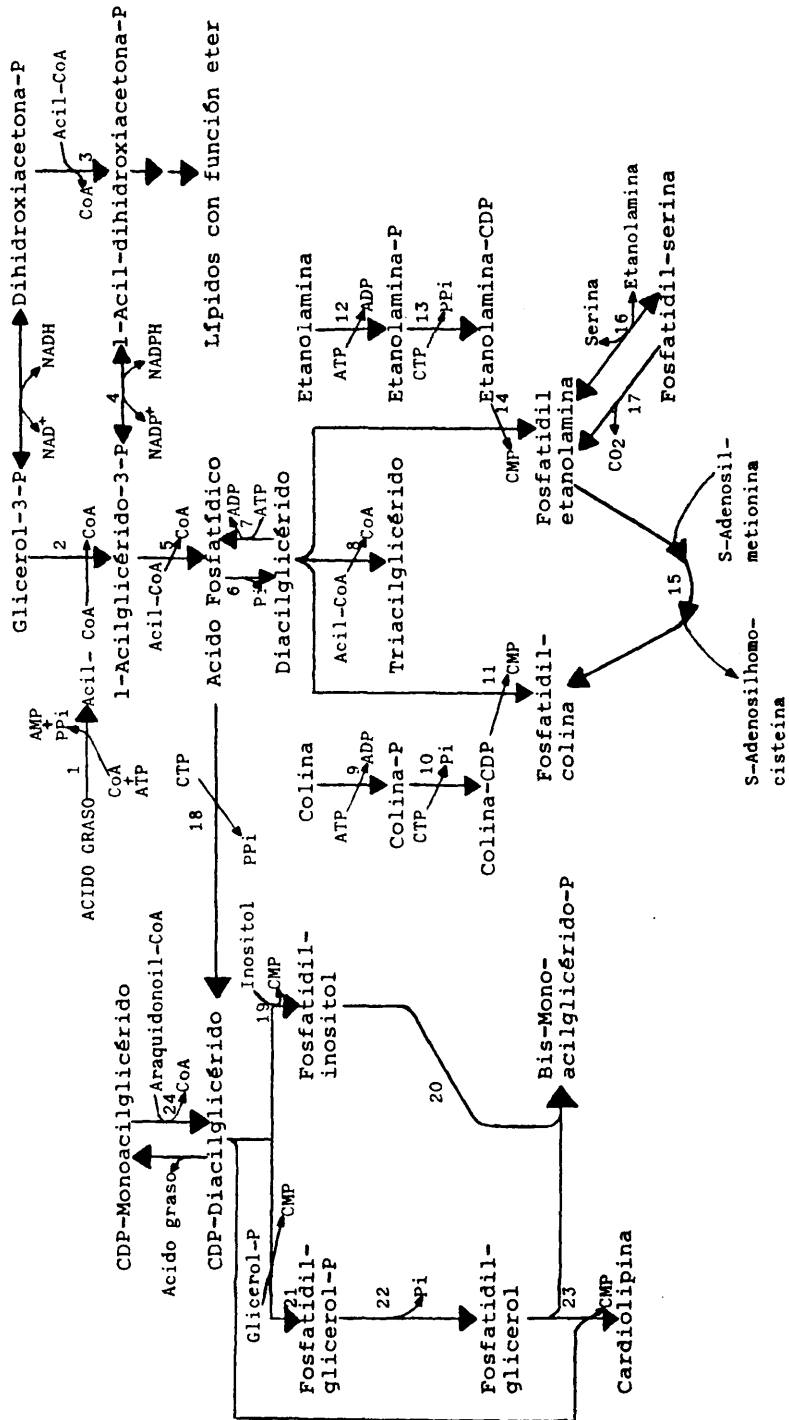 Glicerol-3-P
Dihidroxiacetona-P
NAD+
NADH
ACIDO GRASO
1
AMP
+
PPi
CoA
+
ATP
Acil- CoA
2
CoA
Acil-CoA
3
CoA
1-Acilglicérido-3-P
4
NADP+
NADPH
1-Acil-dihidroxiacetona-P
Lípidos con función eter
Acil-CoA
5
CoA
Acido Fosfatídico
6
Pi
7
ADP
ATP
Diacilglicérido
Acil-CoA
8
CoA
Triacilglicérido
CTP
18
PPi
CDP-Monoacilglicérido
Acido graso
Araquidonoil-CoA
24
CoA
CDP-Diacilglicérido
Colina
ATP
9
ADP
Colina-P
CTP
10
Pi
Colina-CDP
11
CMP
Fosfatidil-
colina
Etanolamina
ATP
12
ADP
Etanolamina-P
CTP
13
PPi
Etanolamina-CDP
14
CMP
Fosfatidil
etanolamina
Serina
16
Etanolamina
CO2
17
Fosfatidil-serina
15
S-Adenosil-
metionina
S-Adenosilhomo-
cisteina
Glicerol-P
21
CMP
Inositol
19
CMP
Fosfatidil-
glicerol-P
Fosfatidil-
inositol
22
Pi
20
Fosfatidil-
glicerol
Bis-Mono-
acilglicérido-P
23
CMP
Cardiolipina